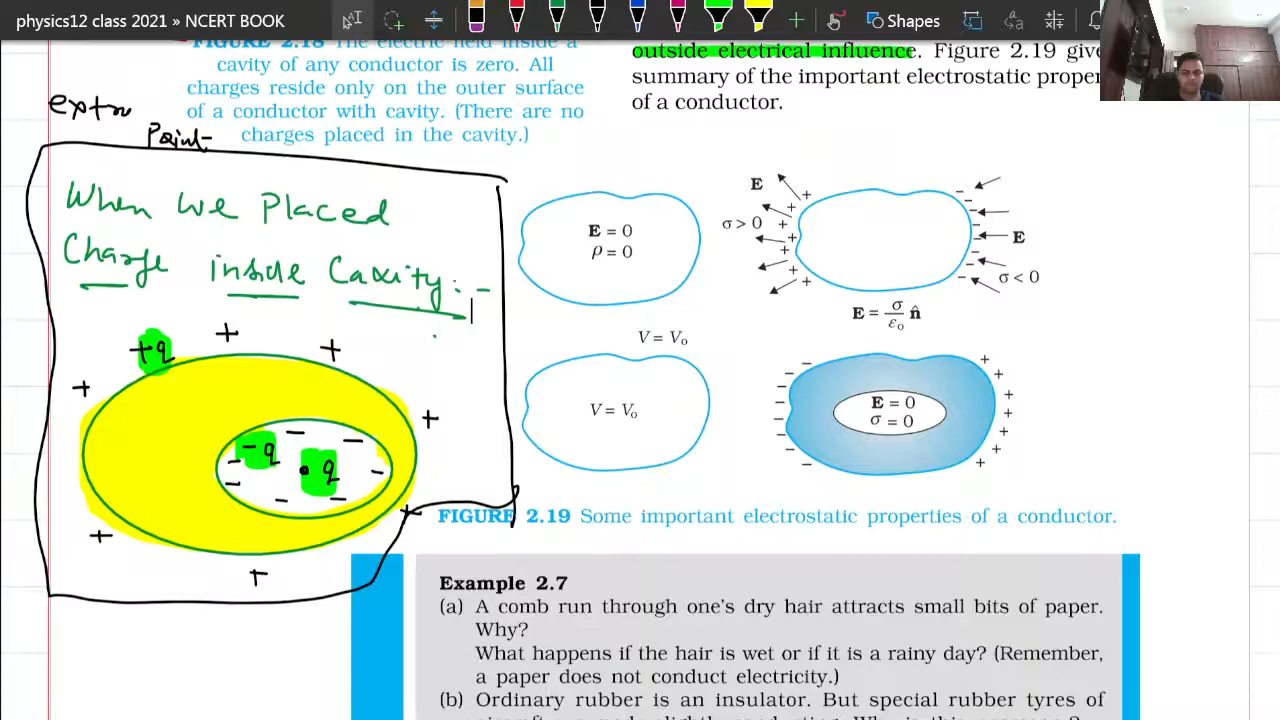 physics12 class 2021 » NCERT BOOK
Shapes
FIGURE 2.18 The electric field inside a
cavity of any conductor is zero. All
charges reside only on the outer surface
of a conductor with cavity. (There are no
charges placed in the cavity.)
outside electrical influence. Figure 2.19 give
summary of the important electrostatic proper
of a conductor.
extra
Point-
When we Placed
Charge inside Cavity:-
+q
-q
q
E = 0
ρ = 0
E
σ > 0
E
σ < 0
E = σ/ε₀ n̂
V = V₀
V = V₀
E = 0
σ = 0
FIGURE 2.19 Some important electrostatic properties of a conductor.
Example 2.7
(a) A comb run through one's dry hair attracts small bits of paper.
Why?
What happens if the hair is wet or if it is a rainy day? (Remember,
a paper does not conduct electricity.)
(b) Ordinary rubber is an insulator. But special rubber tyres of